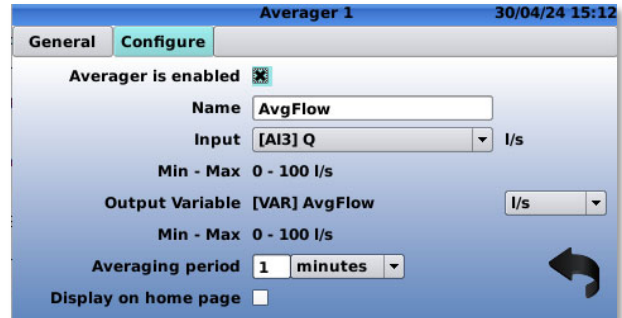 Averager 1 30/04/24 15:12
General Configure
Averager is enabled
Name AvgFlow
Input [AI3] Q l/s
Min - Max 0 - 100 l/s
Output Variable [VAR] AvgFlow l/s
Min - Max 0 - 100 l/s
Averaging period 1 minutes
Display on home page